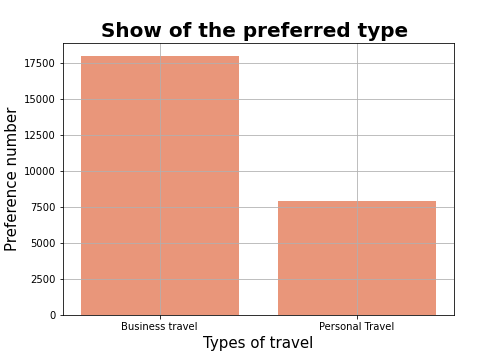 Show of the preferred type
Preference number
17500
15000
12500
10000
7500
5000
2500
0
Business travel
Personal Travel
Types of travel